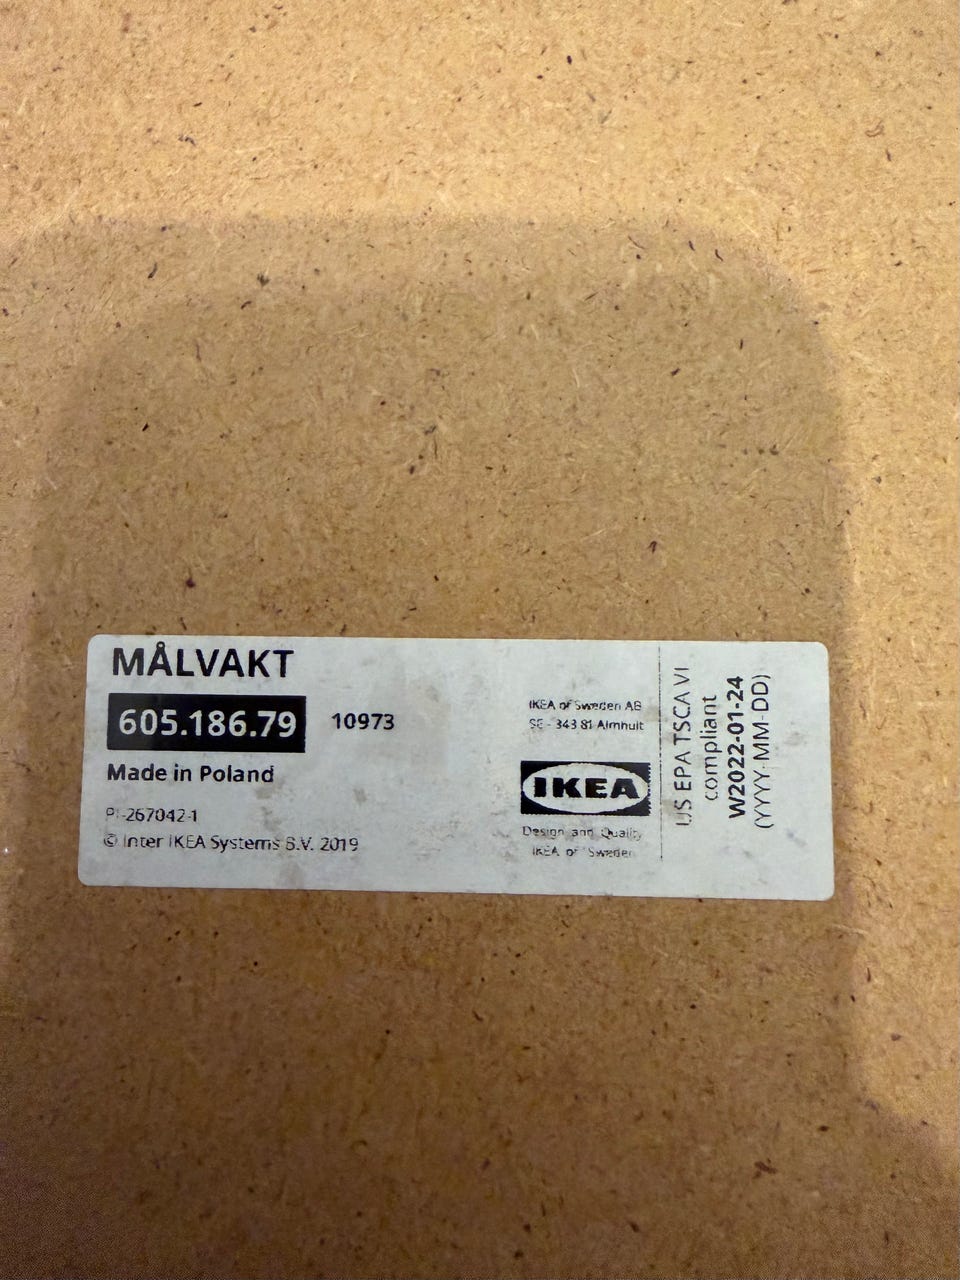 MÅLVAKT
605.186.79 10973
Made in Poland
PI-267042-1
© Inter IKEA Systems B.V. 2019
IKEA of Sweden AB
SE - 343 81 Älmhult
IKEA
Design and Quality
IKEA of Sweden
US EPA TSCA VI
compliant
W2022-01-24
(YYYY-MM-DD)